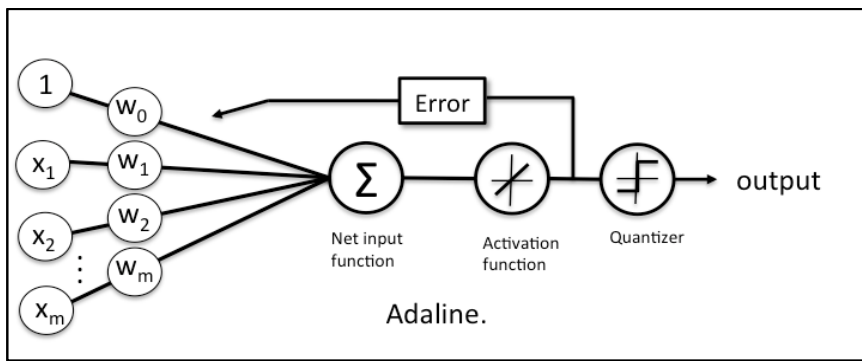 1
w₀
Error
x₁
w₁
Σ
output
x₂
w₂
⋮
wₘ
xₘ
Net input
function
Activation
function
Quantizer
Adaline.